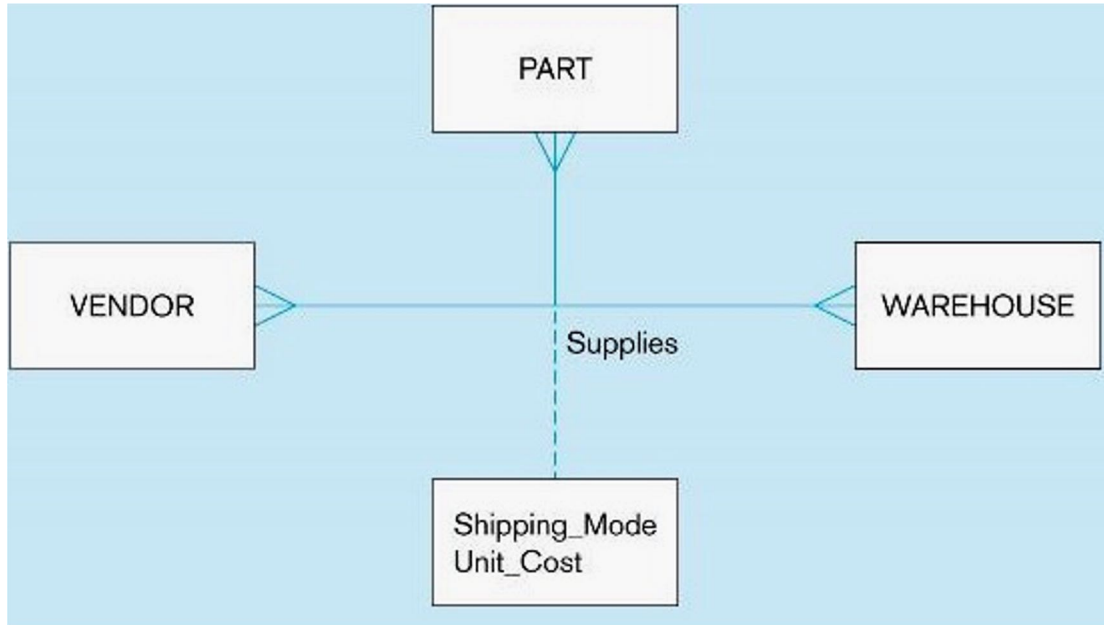 PART
VENDOR
WAREHOUSE
Supplies
Shipping_Mode
Unit_Cost